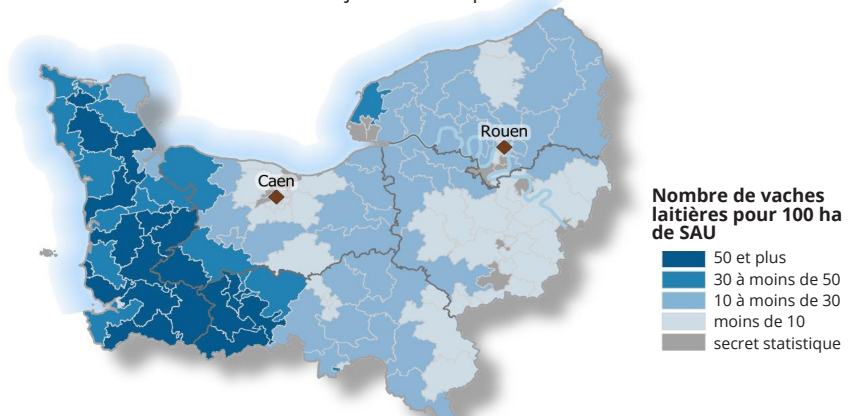 Rouen
Caen
Nombre de vaches
laitières pour 100 ha
de SAU
50 et plus
30 à moins de 50
10 à moins de 30
moins de 10
secret statistique